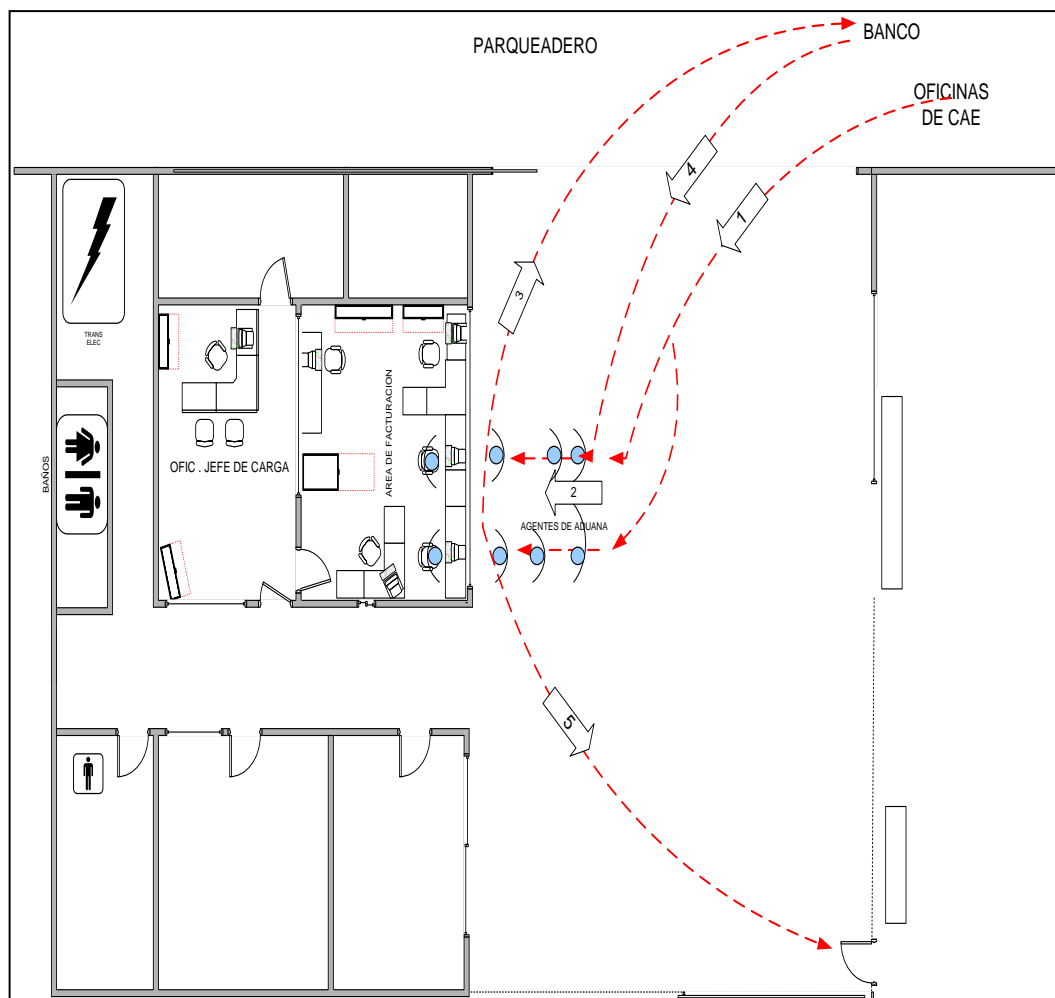 PARQUEADERO
BANCO
OFICINAS
DE CAE
4
1
3
TRANS
ELEC
BAÑOS
OFIC . JEFE DE CARGA
AREA DE FACTURACION
2
AGENTES DE ADUANA
5